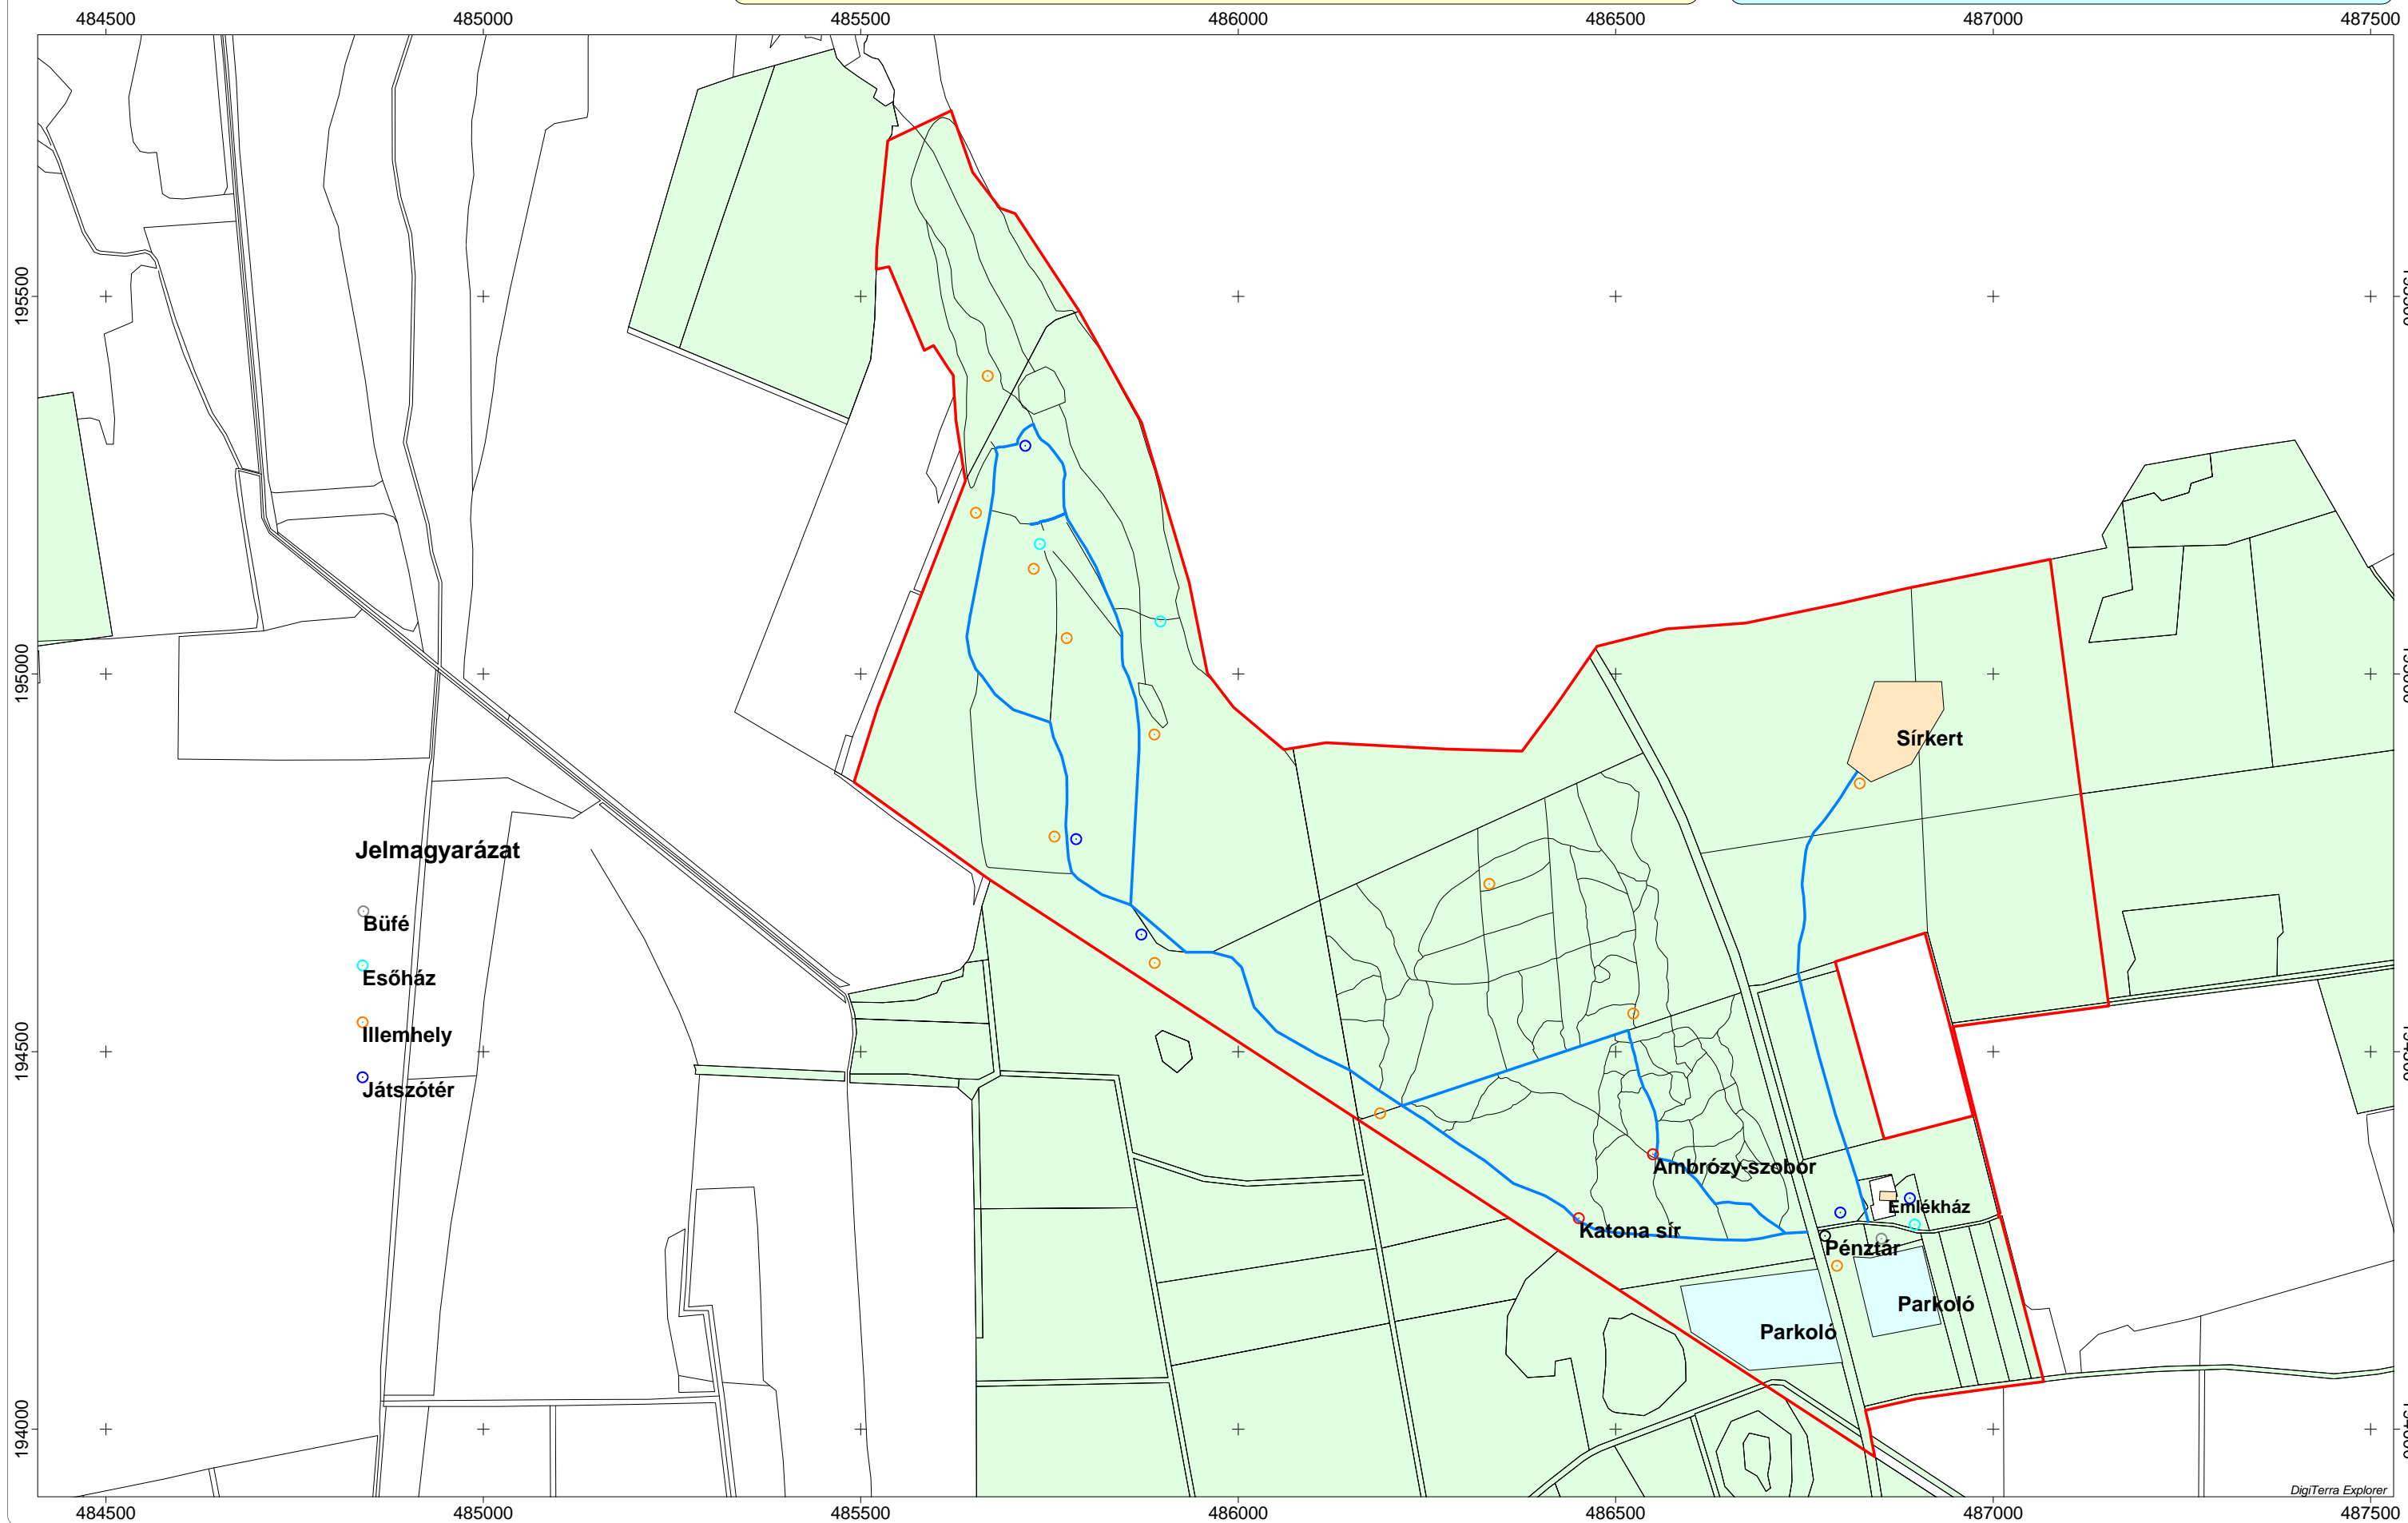 484500 485000 485500 486000 486500 487000 487500
195500
195000
Sírkert
Jelmagyarázat
Büfé
Esőház
Illemhely
Játszótér
194500
Ambrózy-szobor
Emlékház
Katona sír
Pénztár
Parkoló
Parkoló
194000
DigiTerra Explorer
484500 485000 485500 486000 486500 487000 487500